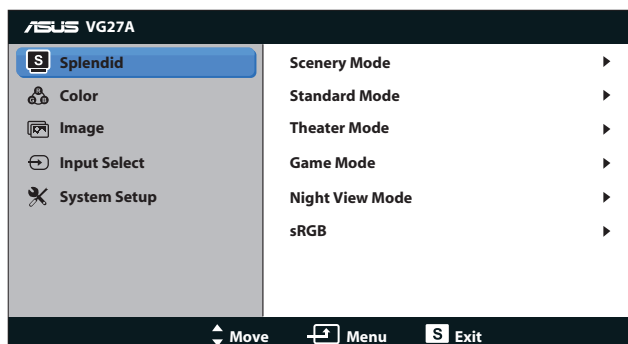 ASUS VG27A
S Splendid
Color
Image
Input Select
System Setup
Scenery Mode
Standard Mode
Theater Mode
Game Mode
Night View Mode
sRGB
Move Menu S Exit